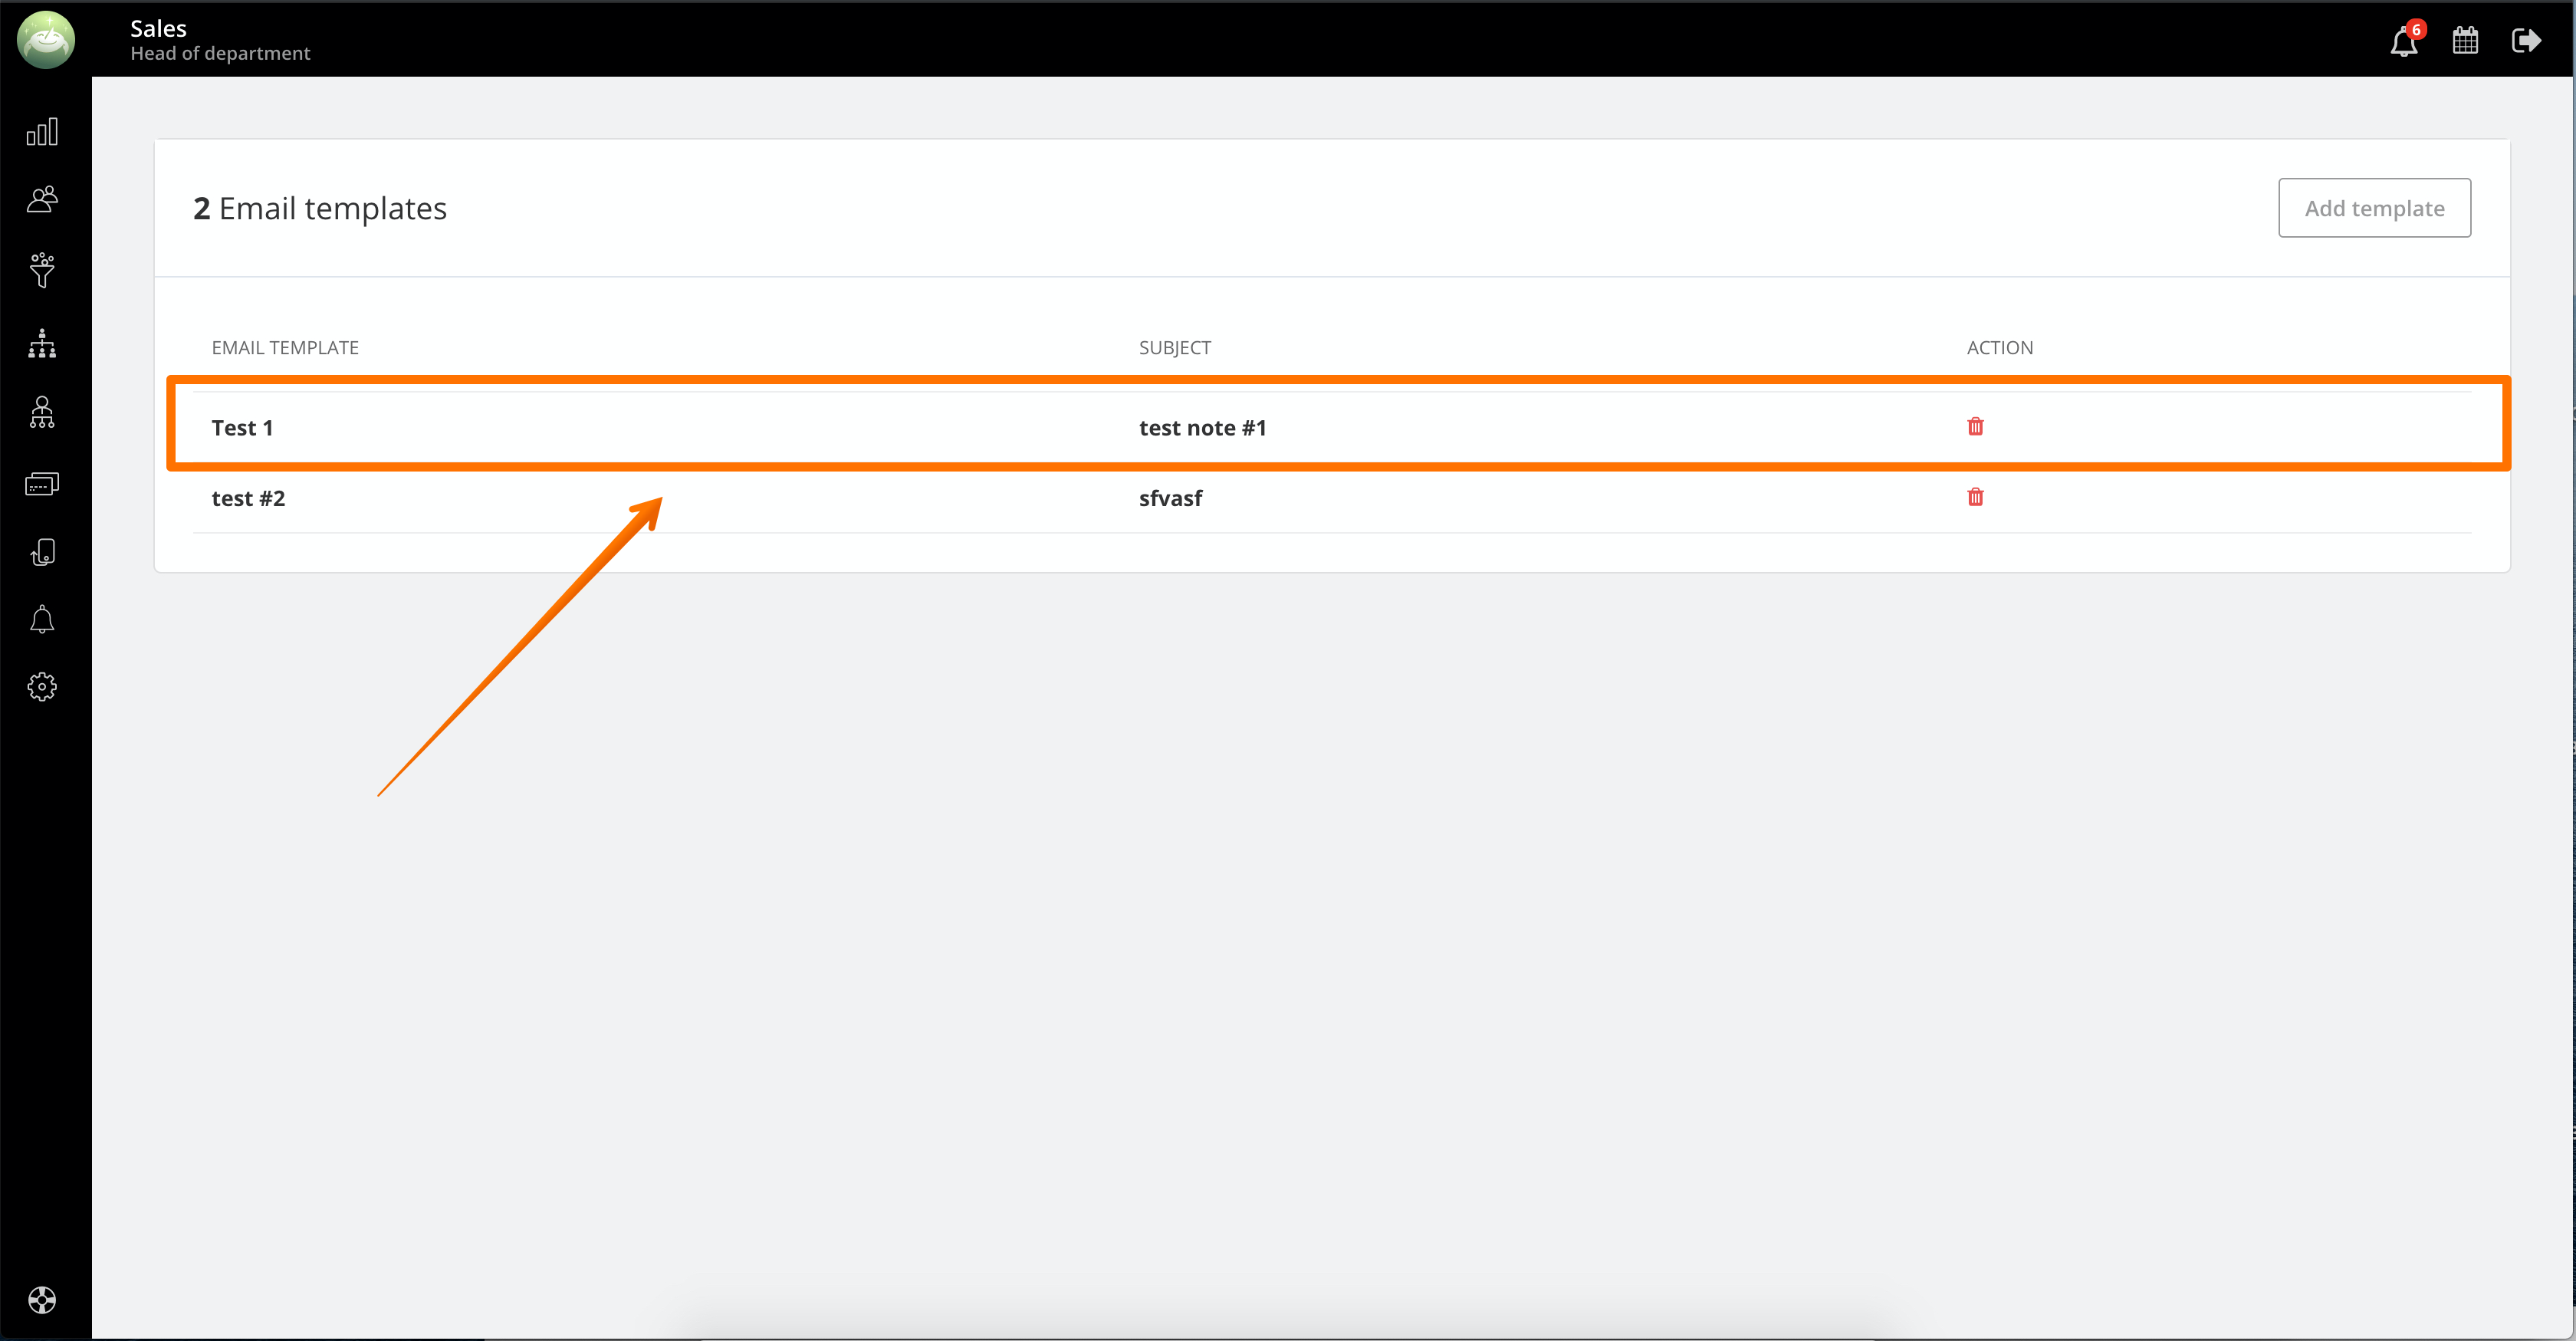 Sales
Head of department
6
2 Email templates
Add template
EMAIL TEMPLATE SUBJECT ACTION
Test 1 test note #1
test #2 sfvasf